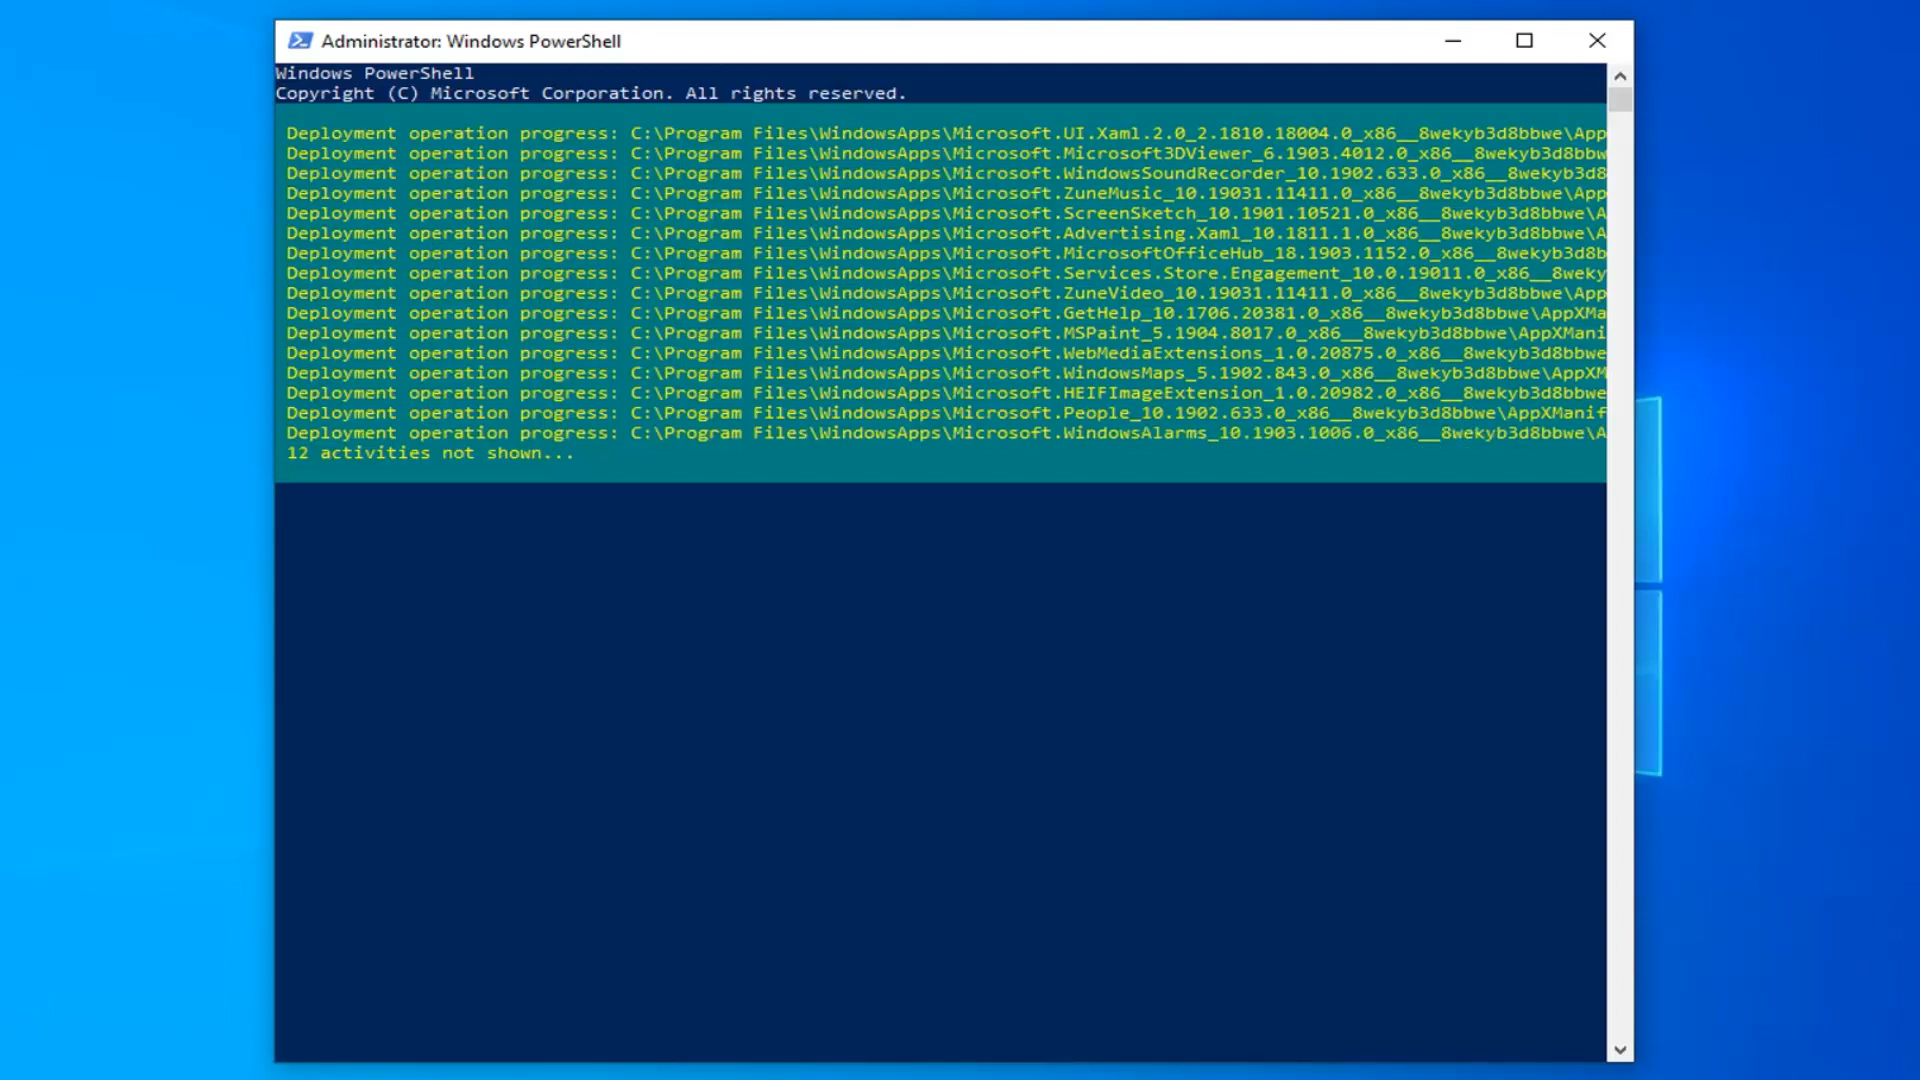 Administrator: Windows PowerShell
Windows PowerShell
Copyright (C) Microsoft Corporation. All rights reserved.
Deployment operation progress: C:\Program Files\WindowsApps\Microsoft.UI.Xaml.2.0_2.1810.18004.0_x86__8wekyb3d8bbwe\App
Deployment operation progress: C:\Program Files\WindowsApps\Microsoft.Microsoft3DViewer_6.1903.4012.0_x86__8wekyb3d8bbw
Deployment operation progress: C:\Program Files\WindowsApps\Microsoft.WindowsSoundRecorder_10.1902.633.0_x86__8wekyb3d8
Deployment operation progress: C:\Program Files\WindowsApps\Microsoft.ZuneMusic_10.19031.11411.0_x86__8wekyb3d8bbwe\App
Deployment operation progress: C:\Program Files\WindowsApps\Microsoft.ScreenSketch_10.1901.10521.0_x86__8wekyb3d8bbwe\A
Deployment operation progress: C:\Program Files\WindowsApps\Microsoft.Advertising.Xaml_10.1811.1.0_x86__8wekyb3d8bbwe\A
Deployment operation progress: C:\Program Files\WindowsApps\Microsoft.MicrosoftOfficeHub_18.1903.1152.0_x86__8wekyb3d8b
Deployment operation progress: C:\Program Files\WindowsApps\Microsoft.Services.Store.Engagement_10.0.19011.0_x86__8weky
Deployment operation progress: C:\Program Files\WindowsApps\Microsoft.ZuneVideo_10.19031.11411.0_x86__8wekyb3d8bbwe\App
Deployment operation progress: C:\Program Files\WindowsApps\Microsoft.GetHelp_10.1706.20381.0_x86__8wekyb3d8bbwe\AppXMa
Deployment operation progress: C:\Program Files\WindowsApps\Microsoft.MSPaint_5.1904.8017.0_x86__8wekyb3d8bbwe\AppXMani
Deployment operation progress: C:\Program Files\WindowsApps\Microsoft.WebMediaExtensions_1.0.20875.0_x86__8wekyb3d8bbwe
Deployment operation progress: C:\Program Files\WindowsApps\Microsoft.WindowsMaps_5.1902.843.0_x86__8wekyb3d8bbwe\AppXM
Deployment operation progress: C:\Program Files\WindowsApps\Microsoft.HEIFImageExtension_1.0.20982.0_x86__8wekyb3d8bbwe
Deployment operation progress: C:\Program Files\WindowsApps\Microsoft.People_10.1902.633.0_x86__8wekyb3d8bbwe\AppXManif
Deployment operation progress: C:\Program Files\WindowsApps\Microsoft.WindowsAlarms_10.1903.1006.0_x86__8wekyb3d8bbwe\A
12 activities not shown...